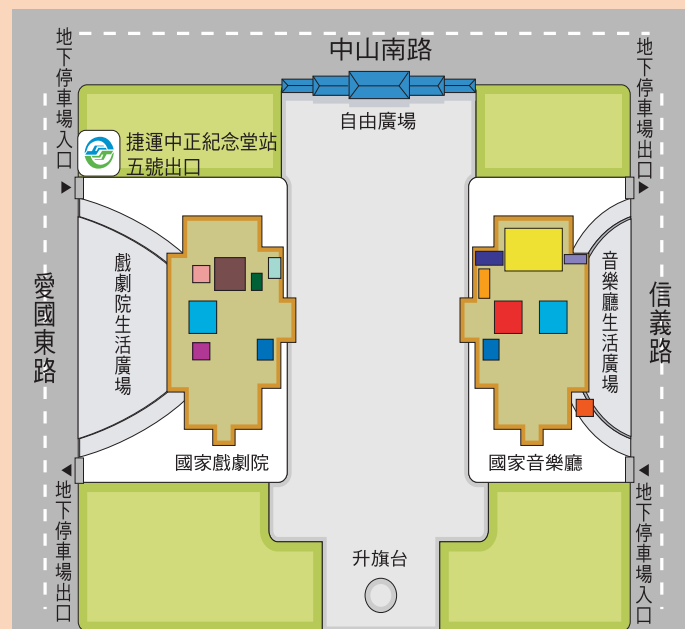 中山南路
自由廣場
地下停車場入口
地下停車場出口
捷運中正紀念堂站
五號出口
愛國東路
戲劇院生活廣場
音樂廳生活廣場
信義路
國家戲劇院
國家音樂廳
地下停車場出口
地下停車場入口
升旗台